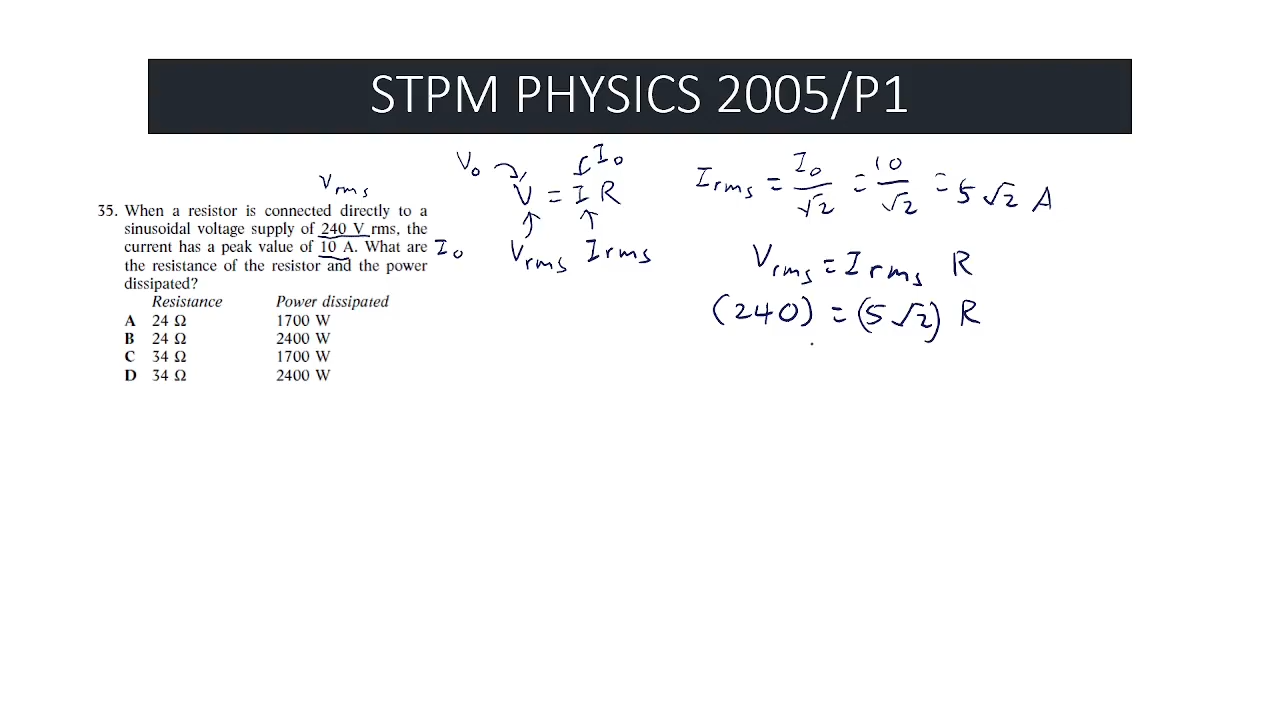 STPM PHYSICS 2005/P1
V₀ I₀
V = I R
Vrms Irms
Vrms
35. When a resistor is connected directly to a
sinusoidal voltage supply of 240 V rms, the
current has a peak value of 10 A. What are I₀
the resistance of the resistor and the power
dissipated?
Resistance Power dissipated
A 24 Ω 1700 W
B 24 Ω 2400 W
C 34 Ω 1700 W
D 34 Ω 2400 W
Irms = I₀/√2 = 10/√2 = 5√2 A
Vrms = Irms R
(240) = (5√2) R